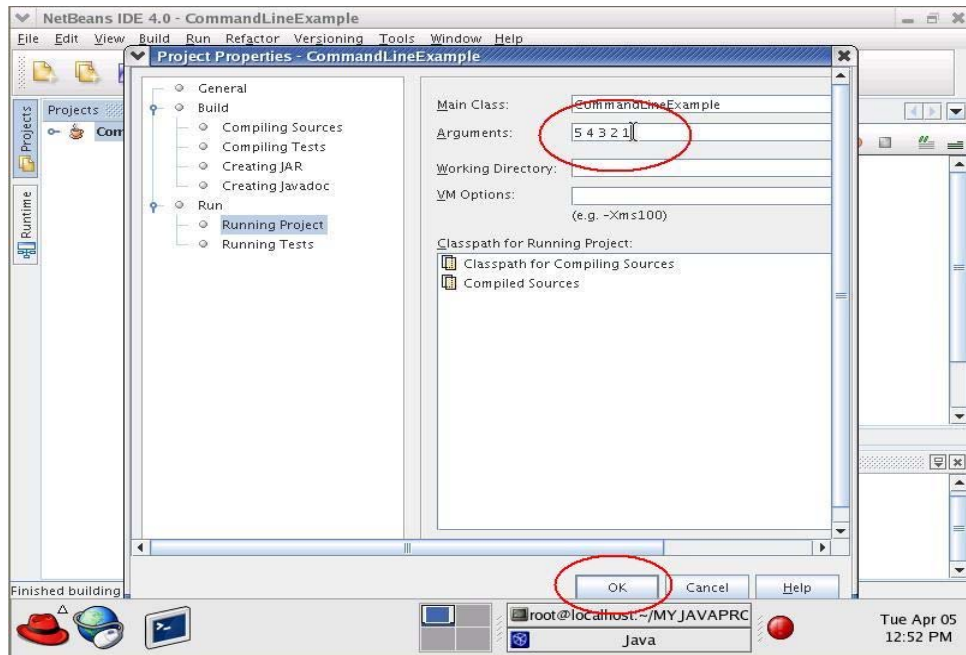 NetBeans IDE 4.0 - CommandLineExample
File Edit View Build Run Refactor Versioning Tools Window Help
Project Properties - CommandLineExample
Projects
Projects
Com
Runtime
General
Build
Compiling Sources
Compiling Tests
Creating JAR
Creating Javadoc
Run
Running Project
Running Tests
Main Class: CommandLineExample
Arguments: 5 4 3 2 1
Working Directory:
VM Options:
(e.g. -Xms100)
Classpath for Running Project:
Classpath for Compiling Sources
Compiled Sources
OK Cancel Help
Finished building
root@localhost:~/MYJAVAPRC
Java
Tue Apr 05
12:52 PM